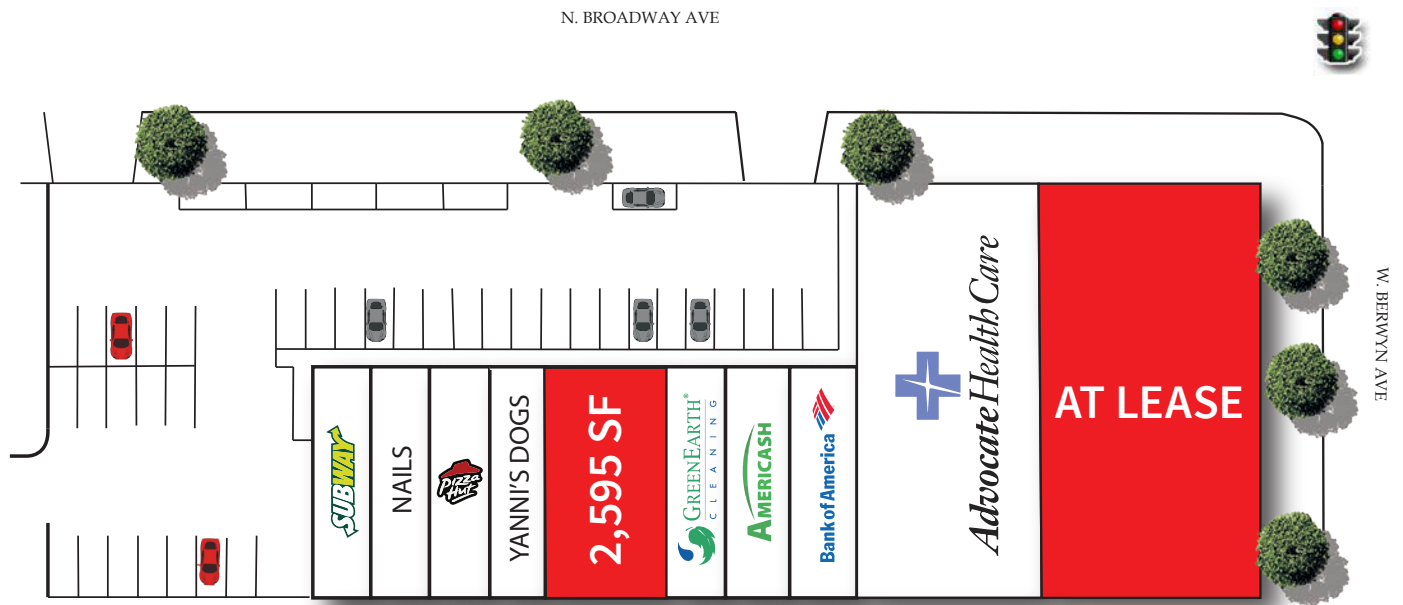 N. BROADWAY AVE
W. BERWYN AVE
SUBWAY
NAILS
Pizza
Hut
YANNI'S DOGS
2,595 SF
GREENEARTH®
CLEANING
AMERICASH
Bank of America
Advocate Health Care
AT LEASE